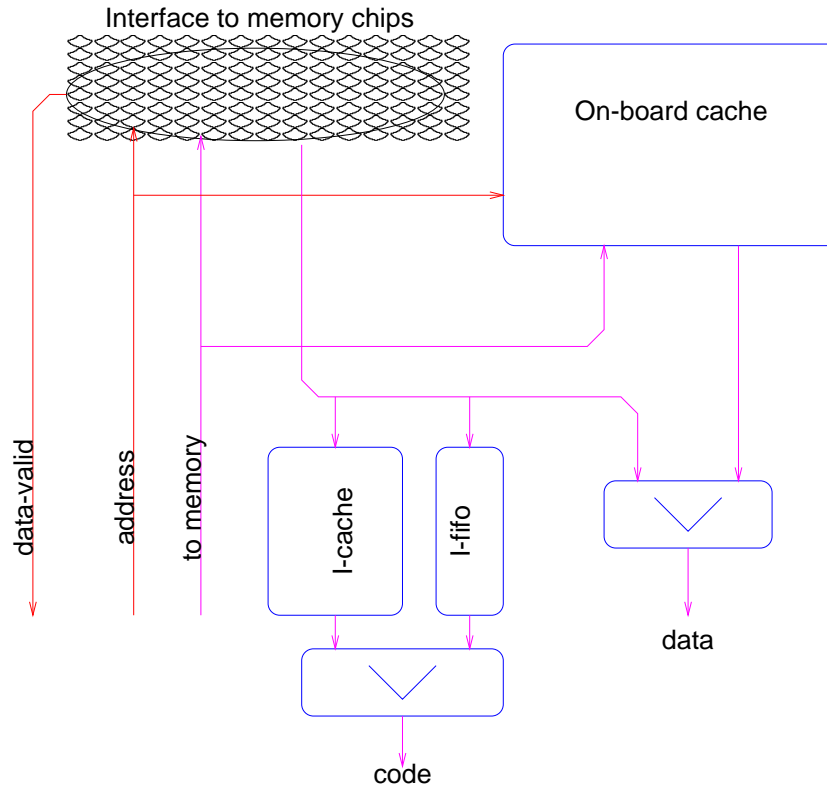 Interface to memory chips
On-board cache
data-valid
address
to memory
I-cache
I-fifo
data
code